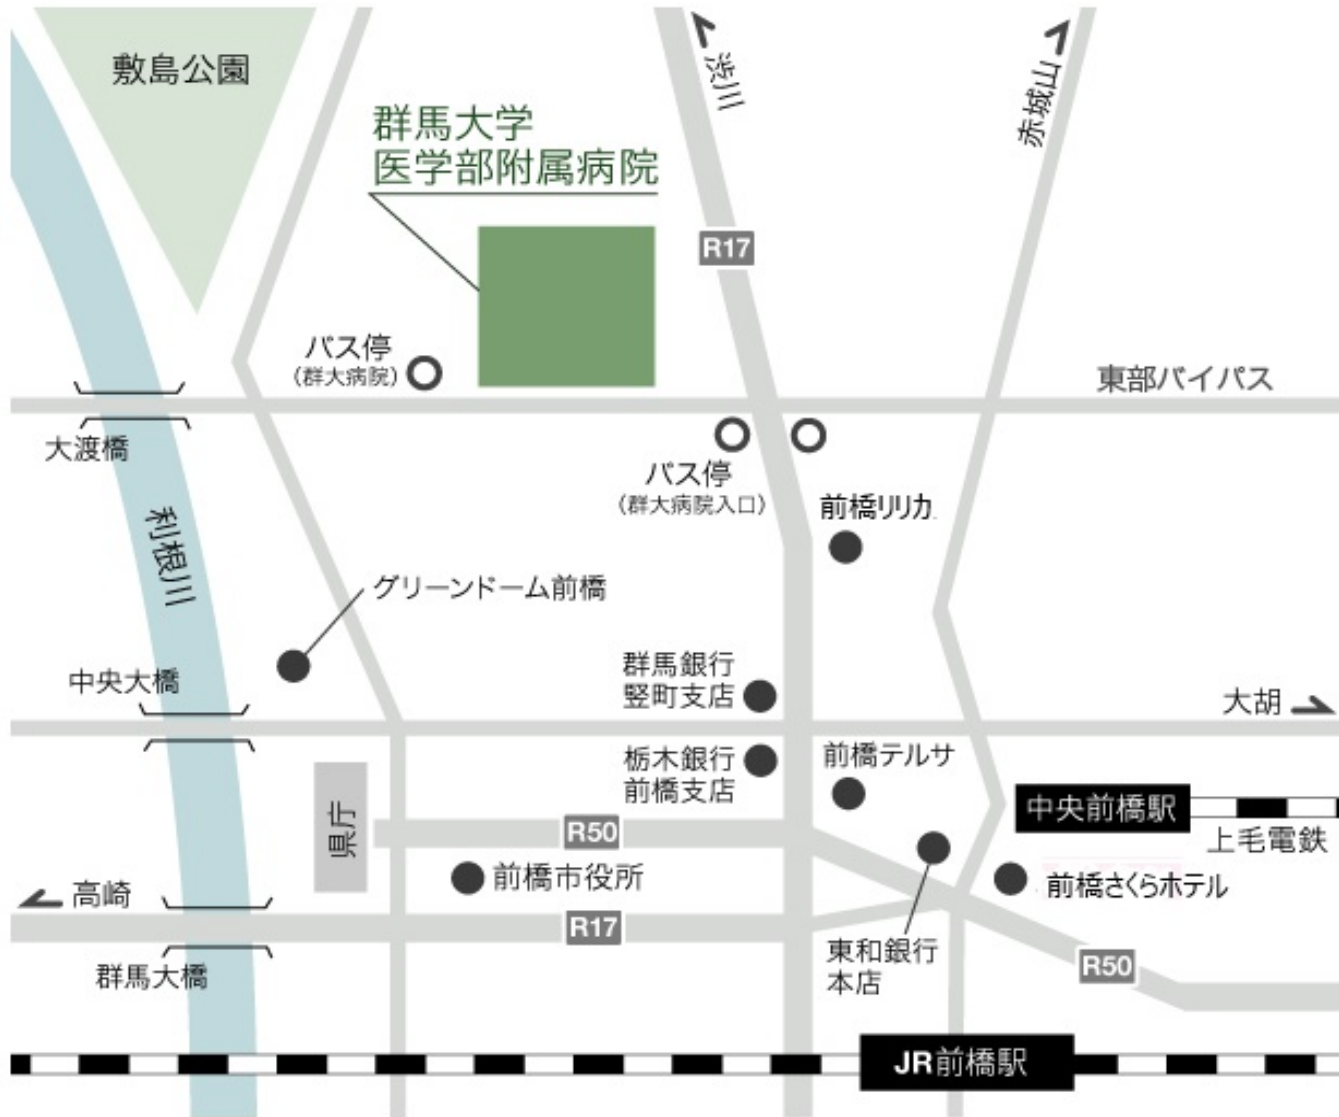 敷島公園
渋川
赤城山
群馬大学
医学部附属病院
R17
バス停
(群大病院)
東部バイパス
大渡橋
バス停
(群大病院入口)
前橋リリカ
利根川
グリーンドーム前橋
群馬銀行
竪町支店
中央大橋
大胡
栃木銀行
前橋支店
前橋テルサ
中央前橋駅
上毛電鉄
県庁
R50
前橋市役所
前橋さくらホテル
高崎
R17
東和銀行
本店
R50
群馬大橋
JR前橋駅